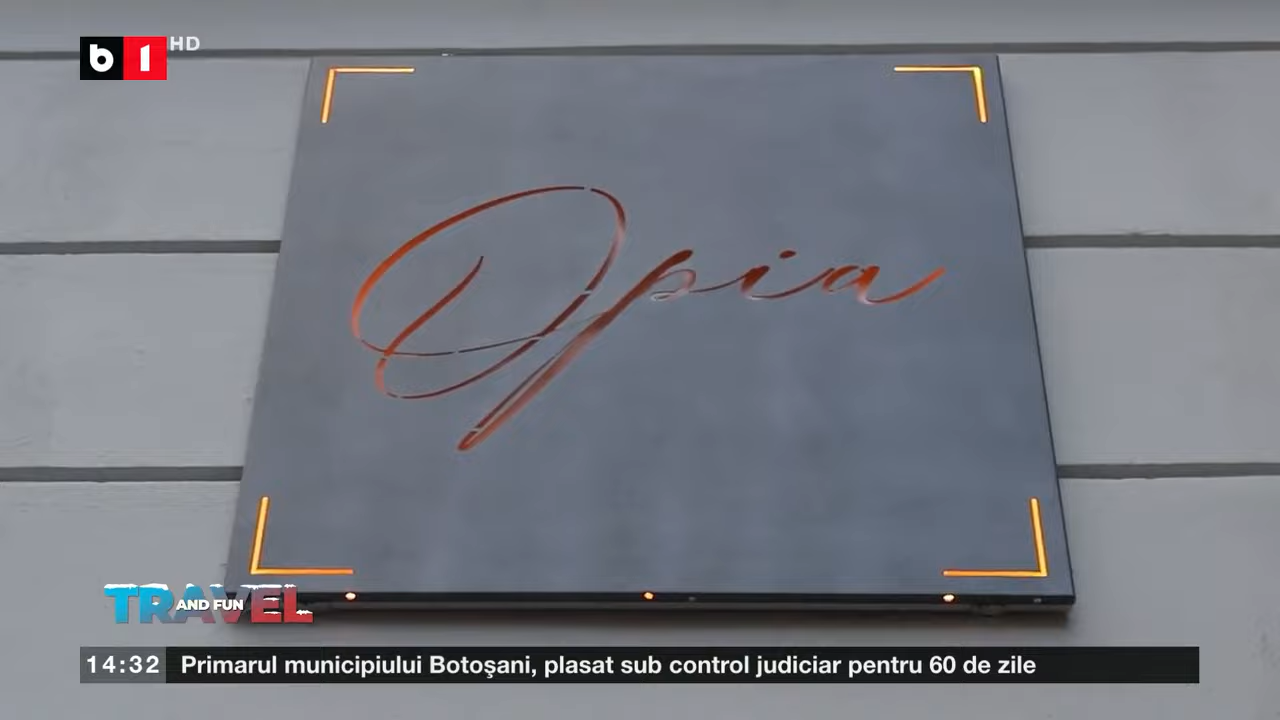 b1 HD
Opia
TRAVEL
AND FUN
14:32 Primarul municipiului Botoşani, plasat sub control judiciar pentru 60 de zile